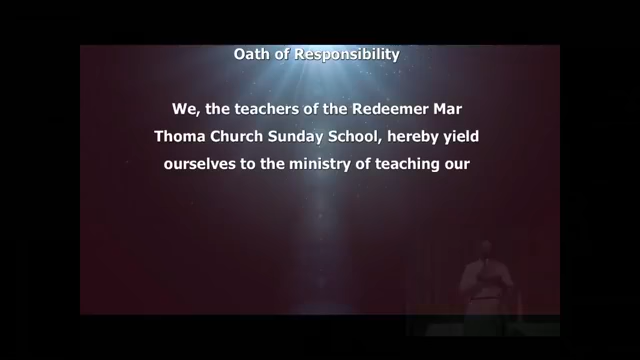 Oath of Responsibility
We, the teachers of the Redeemer Mar
Thoma Church Sunday School, hereby yield
ourselves to the ministry of teaching our